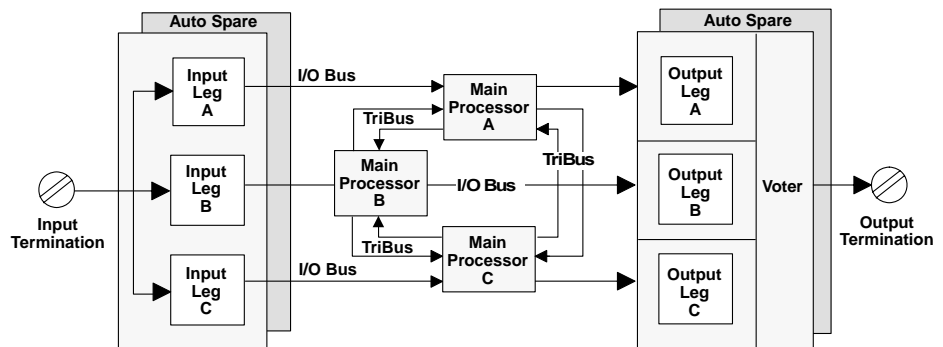 Auto Spare
Auto Spare
Input
Leg
A
I/O Bus
Main
Processor
A
Output
Leg
A
TriBus
TriBus
Input
Leg
B
Main
Processor
B
I/O Bus
Output
Leg
B
Voter
Input
Termination
Output
Termination
TriBus
Input
Leg
C
I/O Bus
Main
Processor
C
Output
Leg
C